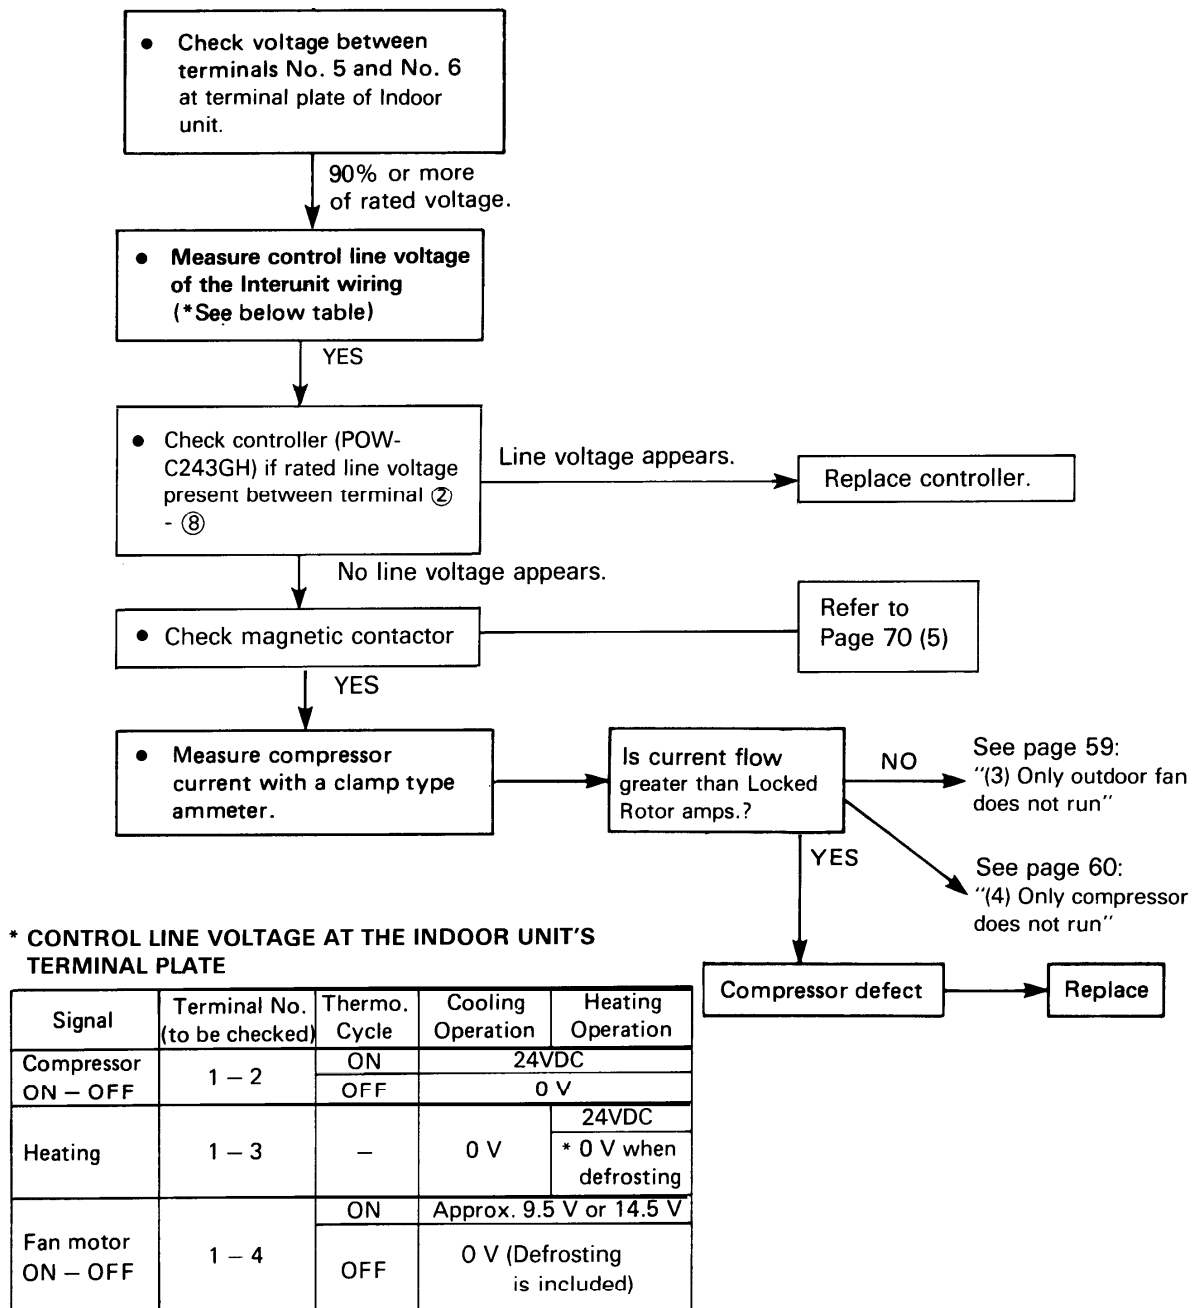 ● Check voltage between
terminals No. 5 and No. 6
at terminal plate of Indoor
unit.
90% or more
of rated voltage.
● Measure control line voltage
of the Interunit wiring
(*See below table)
YES
● Check controller (POW-
C243GH) if rated line voltage
present between terminal ②
- ⑧
Line voltage appears.
Replace controller.
No line voltage appears.
● Check magnetic contactor
Refer to
Page 70 (5)
YES
● Measure compressor
current with a clamp type
ammeter.
Is current flow
greater than Locked
Rotor amps.?
NO
See page 59:
"(3) Only outdoor fan
does not run"
YES
See page 60:
"(4) Only compressor
does not run"
Compressor defect
Replace
* CONTROL LINE VOLTAGE AT THE INDOOR UNIT'S
TERMINAL PLATE
Signal
Terminal No.
(to be checked)
Thermo.
Cycle
Cooling
Operation
Heating
Operation
Compressor
ON – OFF
1 – 2
ON
24VDC
OFF
0 V
Heating
1 – 3
–
0 V
24VDC
* 0 V when
defrosting
Fan motor
ON – OFF
1 – 4
ON
Approx. 9.5 V or 14.5 V
OFF
0 V (Defrosting
is included)